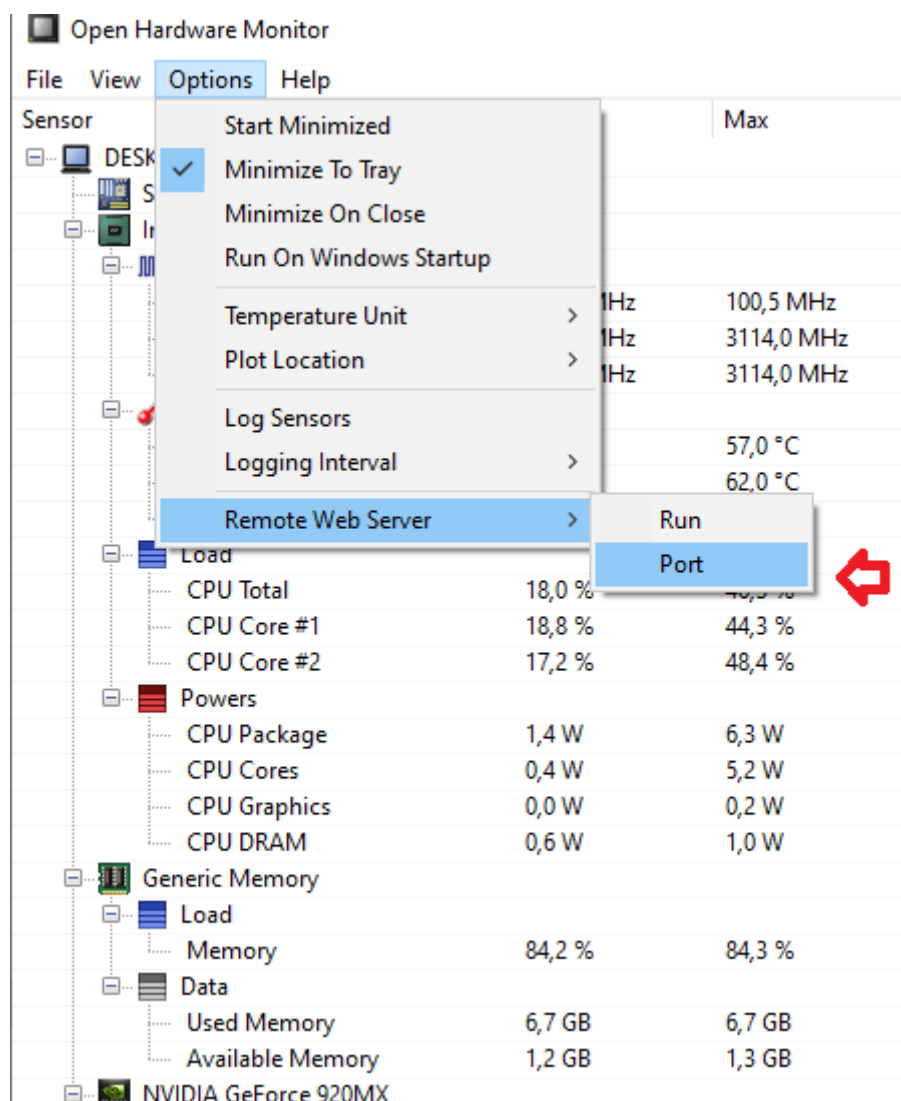 Open Hardware Monitor
File View Options Help
Sensor Max
Start Minimized
DESK
Minimize To Tray
S
Minimize On Close
Run On Windows Startup
Temperature Unit
MHz 100,5 MHz
Plot Location
MHz 3114,0 MHz
MHz 3114,0 MHz
Log Sensors
Logging Interval
57,0 °C
62,0 °C
Remote Web Server
Run
Port
Load
CPU Total 18,0 %
CPU Core #1 18,8 % 44,3 %
CPU Core #2 17,2 % 48,4 %
Powers
CPU Package 1,4 W 6,3 W
CPU Cores 0,4 W 5,2 W
CPU Graphics 0,0 W 0,2 W
CPU DRAM 0,6 W 1,0 W
Generic Memory
Load
Memory 84,2 % 84,3 %
Data
Used Memory 6,7 GB 6,7 GB
Available Memory 1,2 GB 1,3 GB
NVIDIA GeForce 920MX